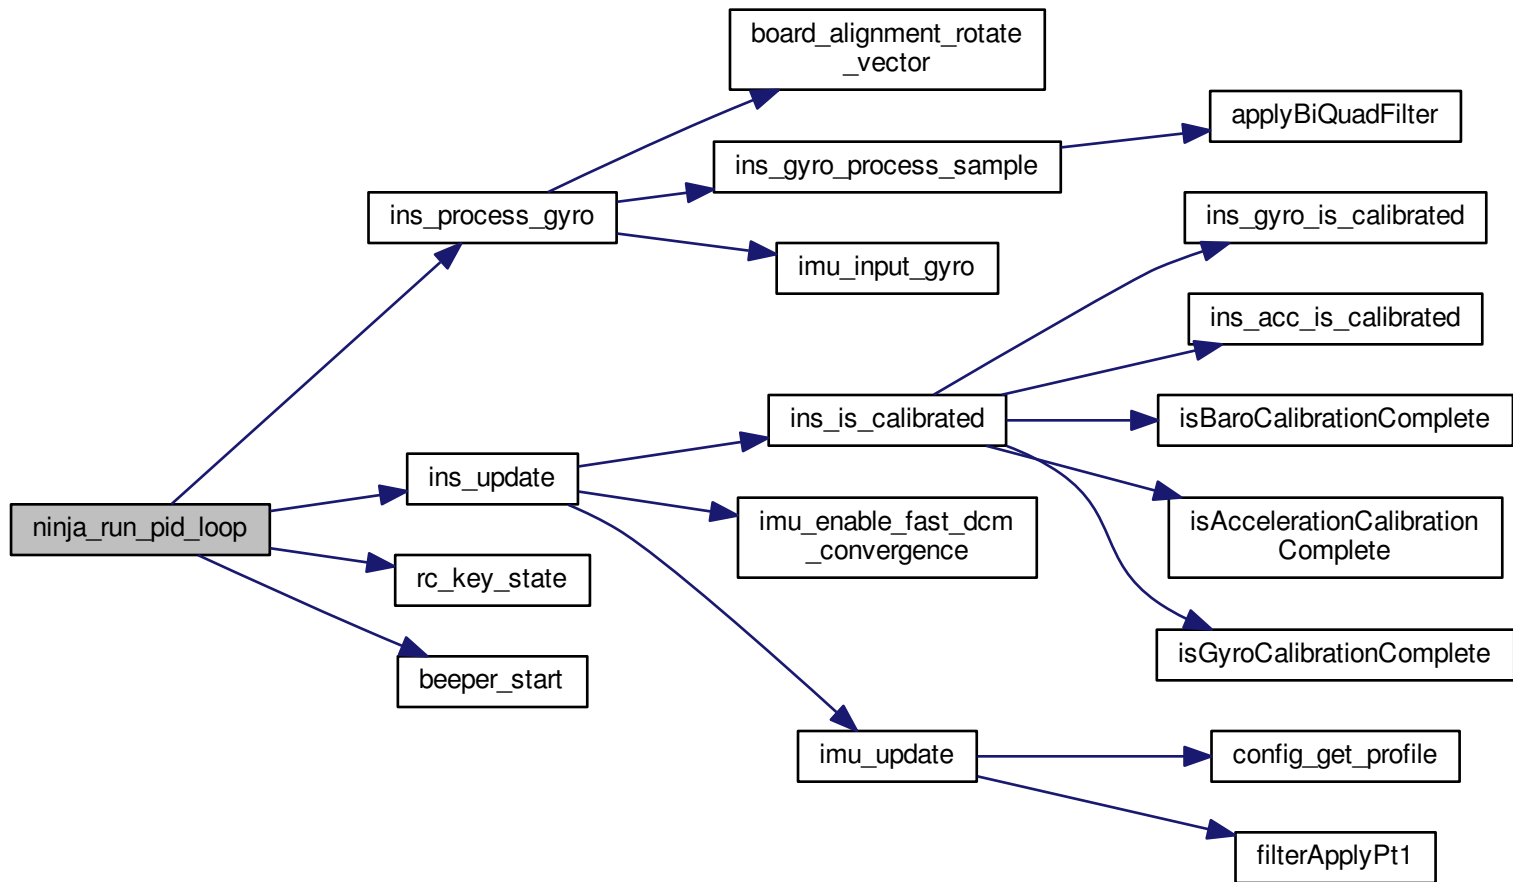 board_alignment_rotate
_vector
applyBiQuadFilter
ins_gyro_process_sample
ins_process_gyro
ins_gyro_is_calibrated
imu_input_gyro
ins_acc_is_calibrated
ins_is_calibrated
isBaroCalibrationComplete
ins_update
ninja_run_pid_loop
imu_enable_fast_dcm
_convergence
isAccelerationCalibration
Complete
rc_key_state
isGyroCalibrationComplete
beeper_start
imu_update
config_get_profile
filterApplyPt1